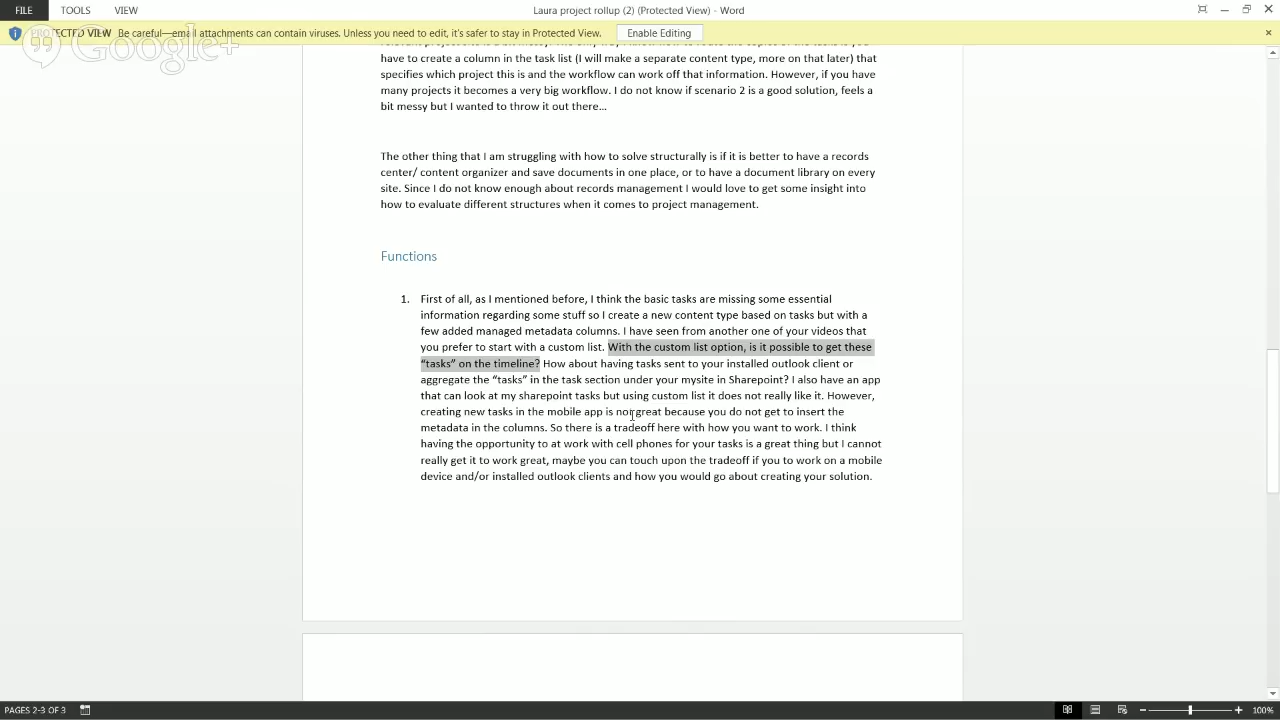 FILE TOOLS VIEW
Laura project rollup (2) (Protected View) - Word
PROTECTED VIEW Be careful—email attachments can contain viruses. Unless you need to edit, it's safer to stay in Protected View. Enable Editing
Google+
have to create a column in the task list (I will make a separate content type, more on that later) that
specifies which project this is and the workflow can work off that information. However, if you have
many projects it becomes a very big workflow. I do not know if scenario 2 is a good solution, feels a
bit messy but I wanted to throw it out there…
The other thing that I am struggling with how to solve structurally is if it is better to have a records
center/ content organizer and save documents in one place, or to have a document library on every
site. Since I do not know enough about records management I would love to get some insight into
how to evaluate different structures when it comes to project management.
Functions
1. First of all, as I mentioned before, I think the basic tasks are missing some essential
information regarding some stuff so I create a new content type based on tasks but with a
few added managed metadata columns. I have seen from another one of your videos that
you prefer to start with a custom list. With the custom list option, is it possible to get these
“tasks” on the timeline? How about having tasks sent to your installed outlook client or
aggregate the “tasks” in the task section under your mysite in Sharepoint? I also have an app
that can look at my sharepoint tasks but using custom list it does not really like it. However,
creating new tasks in the mobile app is not great because you do not get to insert the
metadata in the columns. So there is a tradeoff here with how you want to work. I think
having the opportunity to at work with cell phones for your tasks is a great thing but I cannot
really get it to work great, maybe you can touch upon the tradeoff if you to work on a mobile
device and/or installed outlook clients and how you would go about creating your solution.
PAGES 2-3 OF 3
100%